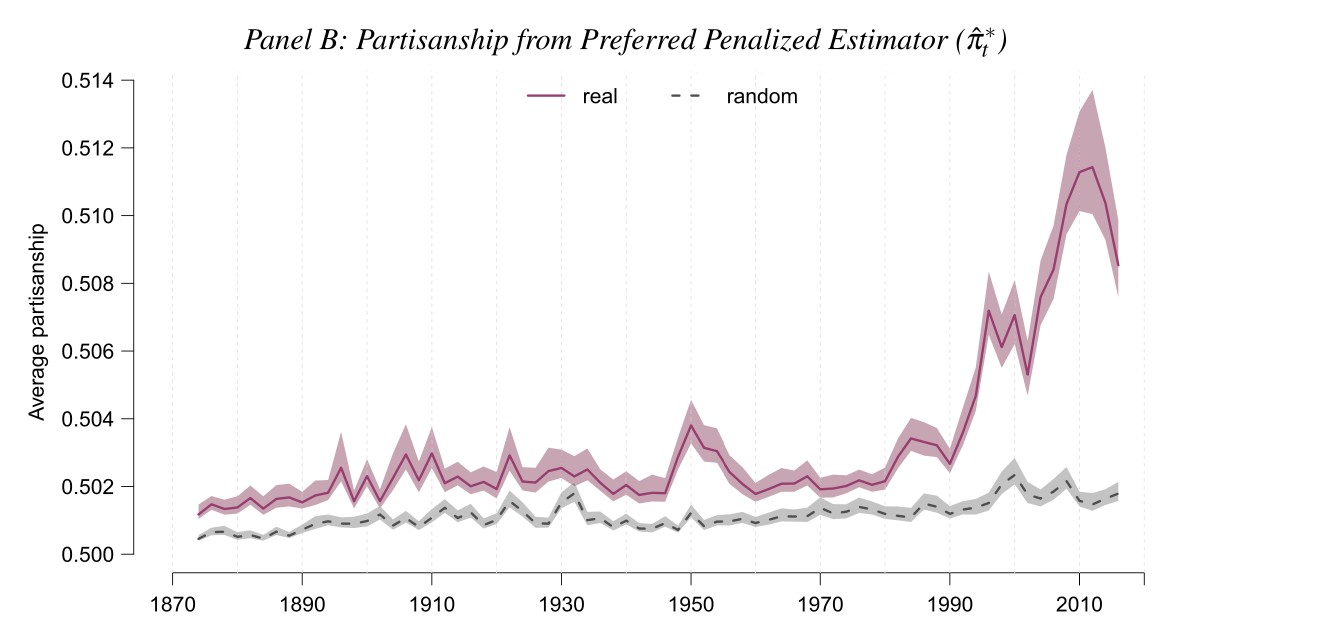 Panel B: Partisanship from Preferred Penalized Estimator (π̂*ₜ)
real random
Average partisanship
0.514
0.512
0.510
0.508
0.506
0.504
0.502
0.500
1870 1890 1910 1930 1950 1970 1990 2010